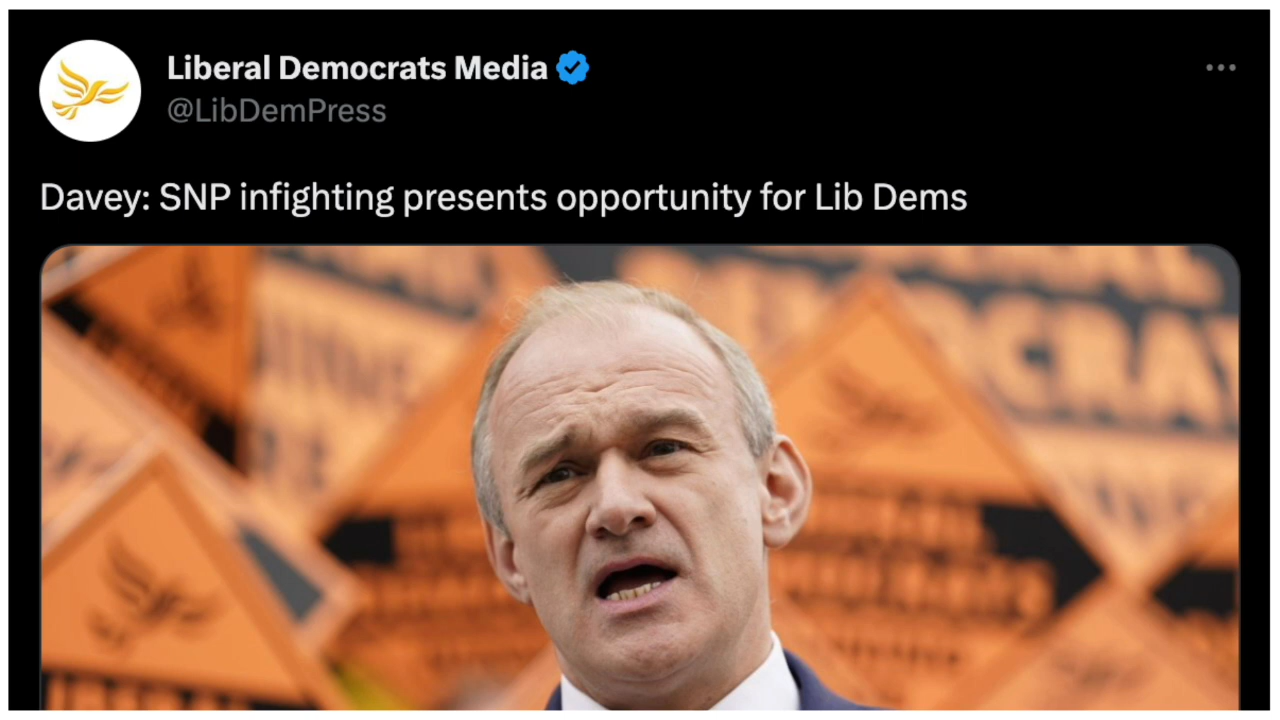 Liberal Democrats Media
@LibDemPress
Davey: SNP infighting presents opportunity for Lib Dems